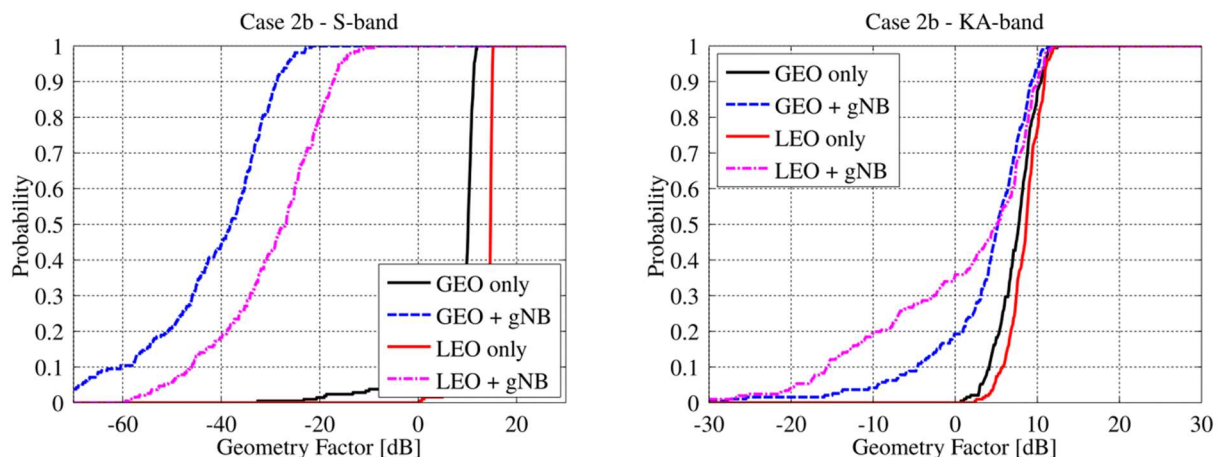 Case 2b - S-band
1
0.9
0.8
0.7
0.6
0.5
0.4
0.3
0.2
0.1
0
Probability
-60
-40
-20
0
20
Geometry Factor [dB]
GEO only
GEO + gNB
LEO only
LEO + gNB
Case 2b - KA-band
1
0.9
0.8
0.7
0.6
0.5
0.4
0.3
0.2
0.1
0
Probability
-30
-20
-10
0
10
20
30
Geometry Factor [dB]
GEO only
GEO + gNB
LEO only
LEO + gNB